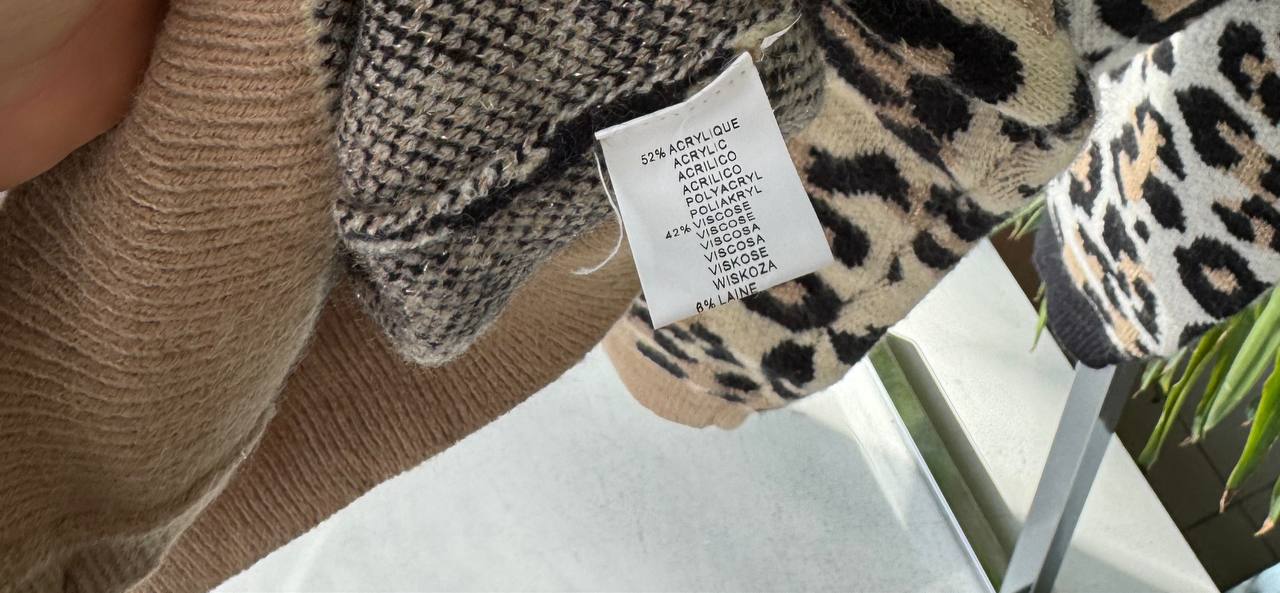 52% ACRYLIQUE
ACRYLIC
ACRILICO
ACRILICO
POLYACRYL
POLIAKRYL
42% VISCOSE
VISCOSE
VISCOSA
VISCOSA
VISKOSE
WISKOZA
6% LAINE